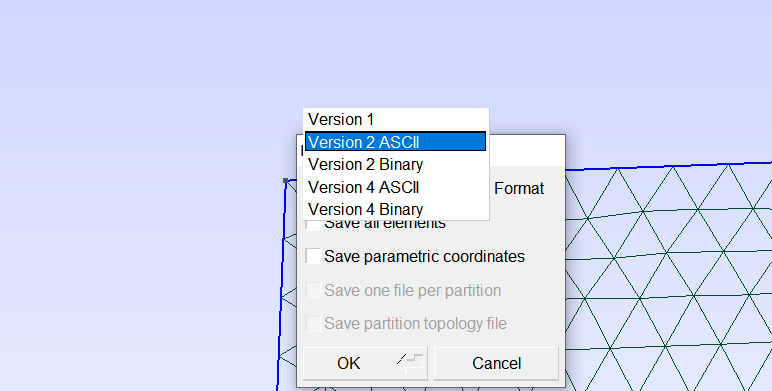 Version 1
Version 2 ASCII
Version 2 Binary
Version 4 ASCII
Format
Version 4 Binary
Save all elements
Save parametric coordinates
Save one file per partition
Save partition topology file
OK
Cancel